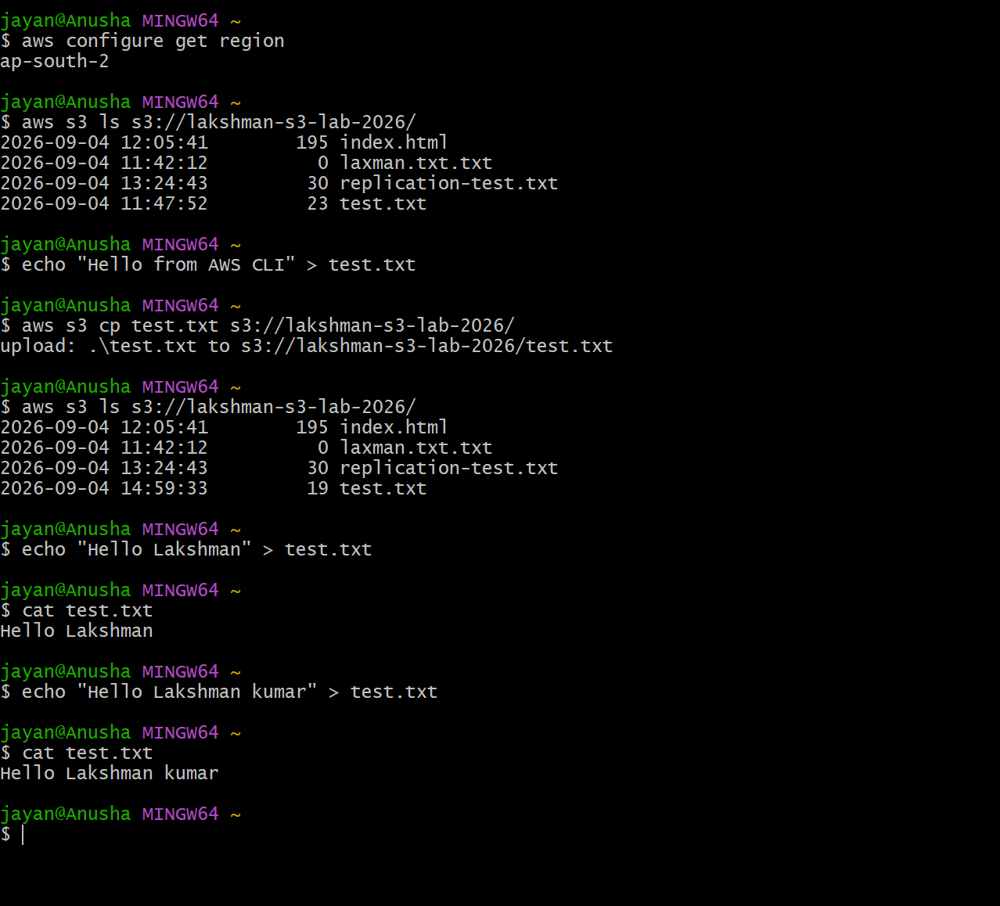 jayan@Anusha MINGW64 ~
$ aws configure get region
ap-south-2
jayan@Anusha MINGW64 ~
$ aws s3 ls s3://lakshman-s3-lab-2026/
2026-09-04 12:05:41        195 index.html
2026-09-04 11:42:12          0 laxman.txt.txt
2026-09-04 13:24:43         30 replication-test.txt
2026-09-04 11:47:52         23 test.txt
jayan@Anusha MINGW64 ~
$ echo "Hello from AWS CLI" > test.txt
jayan@Anusha MINGW64 ~
$ aws s3 cp test.txt s3://lakshman-s3-lab-2026/
upload: .\test.txt to s3://lakshman-s3-lab-2026/test.txt
jayan@Anusha MINGW64 ~
$ aws s3 ls s3://lakshman-s3-lab-2026/
2026-09-04 12:05:41        195 index.html
2026-09-04 11:42:12          0 laxman.txt.txt
2026-09-04 13:24:43         30 replication-test.txt
2026-09-04 14:59:33         19 test.txt
jayan@Anusha MINGW64 ~
$ echo "Hello Lakshman" > test.txt
jayan@Anusha MINGW64 ~
$ cat test.txt
Hello Lakshman
jayan@Anusha MINGW64 ~
$ echo "Hello Lakshman kumar" > test.txt
jayan@Anusha MINGW64 ~
$ cat test.txt
Hello Lakshman kumar
jayan@Anusha MINGW64 ~
$